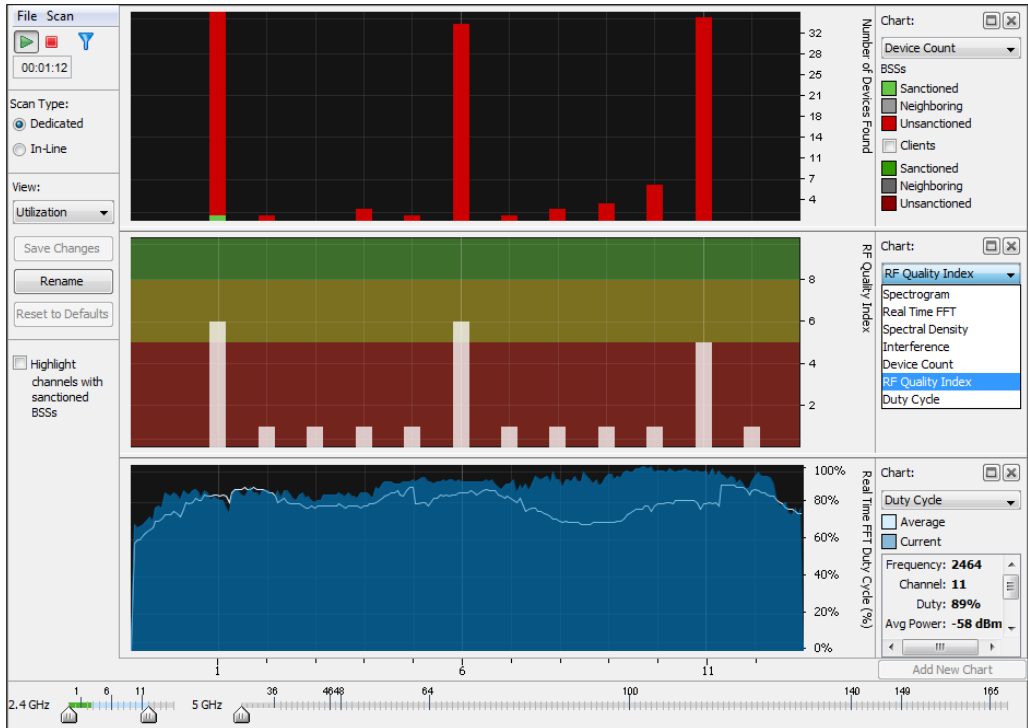 File Scan
00:01:12
Scan Type:
Dedicated
In-Line
View:
Utilization
Save Changes
Rename
Reset to Defaults
Highlight
channels with
sanctioned
BSSs
32
28
25
21
18
14
11
7
4
Number of Devices Found
Chart:
Device Count
BSSs
Sanctioned
Neighboring
Unsanctioned
Clients
Sanctioned
Neighboring
Unsanctioned
8
6
4
2
RF Quality Index
Chart:
RF Quality Index
Spectrogram
Real Time FFT
Spectral Density
Interference
Device Count
RF Quality Index
Duty Cycle
100%
80%
60%
40%
20%
0%
Real Time FFT Duty Cycle (%)
Chart:
Duty Cycle
Average
Current
Frequency: 2464
Channel: 11
Duty: 89%
Avg Power: -58 dBm
1 6 11
Add New Chart
2.4 GHz 1 6 11
5 GHz 36 4648 64 100 140 149 165